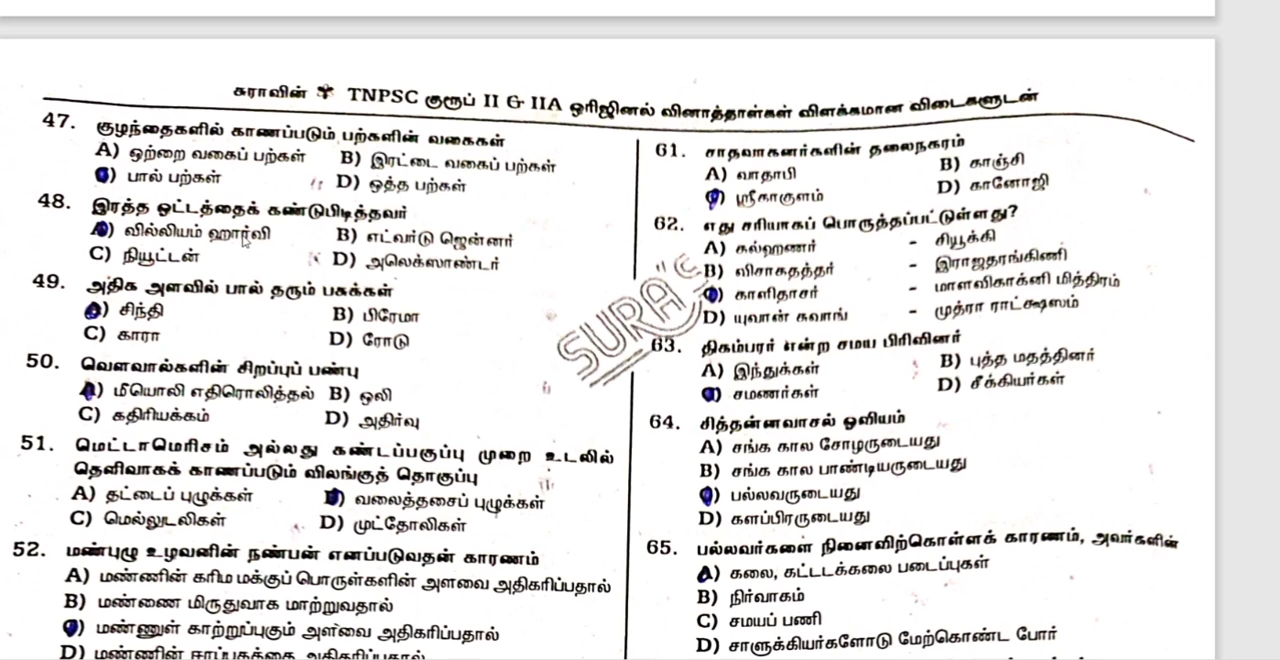 சுராவின் TNPSC குரூப் II & IIA ஒரிஜினல் வினாத்தாள்கள் விளக்கமான விடைகளுடன்
47. குழந்தைகளில் காணப்படும் பற்களின் வகைகள்
A) ஒற்றை வகைப் பற்கள் B) இரட்டை வகைப் பற்கள்
) பால் பற்கள் D) ஒத்த பற்கள்
48. இரத்த ஓட்டத்தைக் கண்டுபிடித்தவர்
A) வில்லியம் ஹார்வி B) எட்வர்டு ஜென்னர்
C) நியூட்டன் D) அலெக்ஸாண்டர்
49. அதிக அளவில் பால் தரும் பசுக்கள்
) சிந்தி B) பிரேமா
C) காரா D) ரோடு
50. வௌவால்களின் சிறப்புப் பண்பு
A) மீயொலி எதிரொலித்தல் B) ஒலி
C) கதிரியக்கம் D) அதிர்வு
51. மெட்டாமெரிசம் அல்லது கண்டப்பகுப்பு முறை உடலில்
தெளிவாகக் காணப்படும் விலங்குத் தொகுப்பு
A) தட்டைப் புழுக்கள் ) வலைத்தசைப் புழுக்கள்
C) மெல்லுடலிகள் D) முட்தோலிகள்
52. மண்புழு உழவனின் நண்பன் எனப்படுவதன் காரணம்
A) மண்ணின் கரிம மக்குப் பொருள்களின் அளவை அதிகரிப்பதால்
B) மண்ணை மிருதுவாக மாற்றுவதால்
) மண்ணுள் காற்றுப்புகும் அளவை அதிகரிப்பதால்
D) மண்ணின் ஈரப்பதத்தை அதிகரிப்பதால்
61. சாதவாகனர்களின் தலைநகரம்
A) வாதாபி B) காஞ்சி
) ஸ்ரீகாகுளம் D) கானோஜி
62. எது சரியாகப் பொருத்தப்பட்டுள்ளது?
A) கல்ஹணர் - சியூக்கி
B) விசாகதத்தர் - இராஜதரங்கிணி
) காளிதாசர் - மாளவிகாக்னி மித்திரம்
D) யுவான் சுவாங் - முத்ரா ராட்க்ஷஸம்
63. திகம்பரர் என்ற சமய பிரிவினர்
A) இந்துக்கள் B) புத்த மதத்தினர்
) சமணர்கள் D) சீக்கியர்கள்
64. சித்தன்னவாசல் ஓவியம்
A) சங்க கால சோழருடையது
B) சங்க கால பாண்டியருடையது
) பல்லவருடையது
D) களப்பிரருடையது
65. பல்லவர்களை நினைவிற்கொள்ளக் காரணம், அவர்களின்
A) கலை, கட்டடக்கலை படைப்புகள்
B) நிர்வாகம்
C) சமயப் பணி
D) சாளுக்கியர்களோடு மேற்கொண்ட போர்
SURA'S